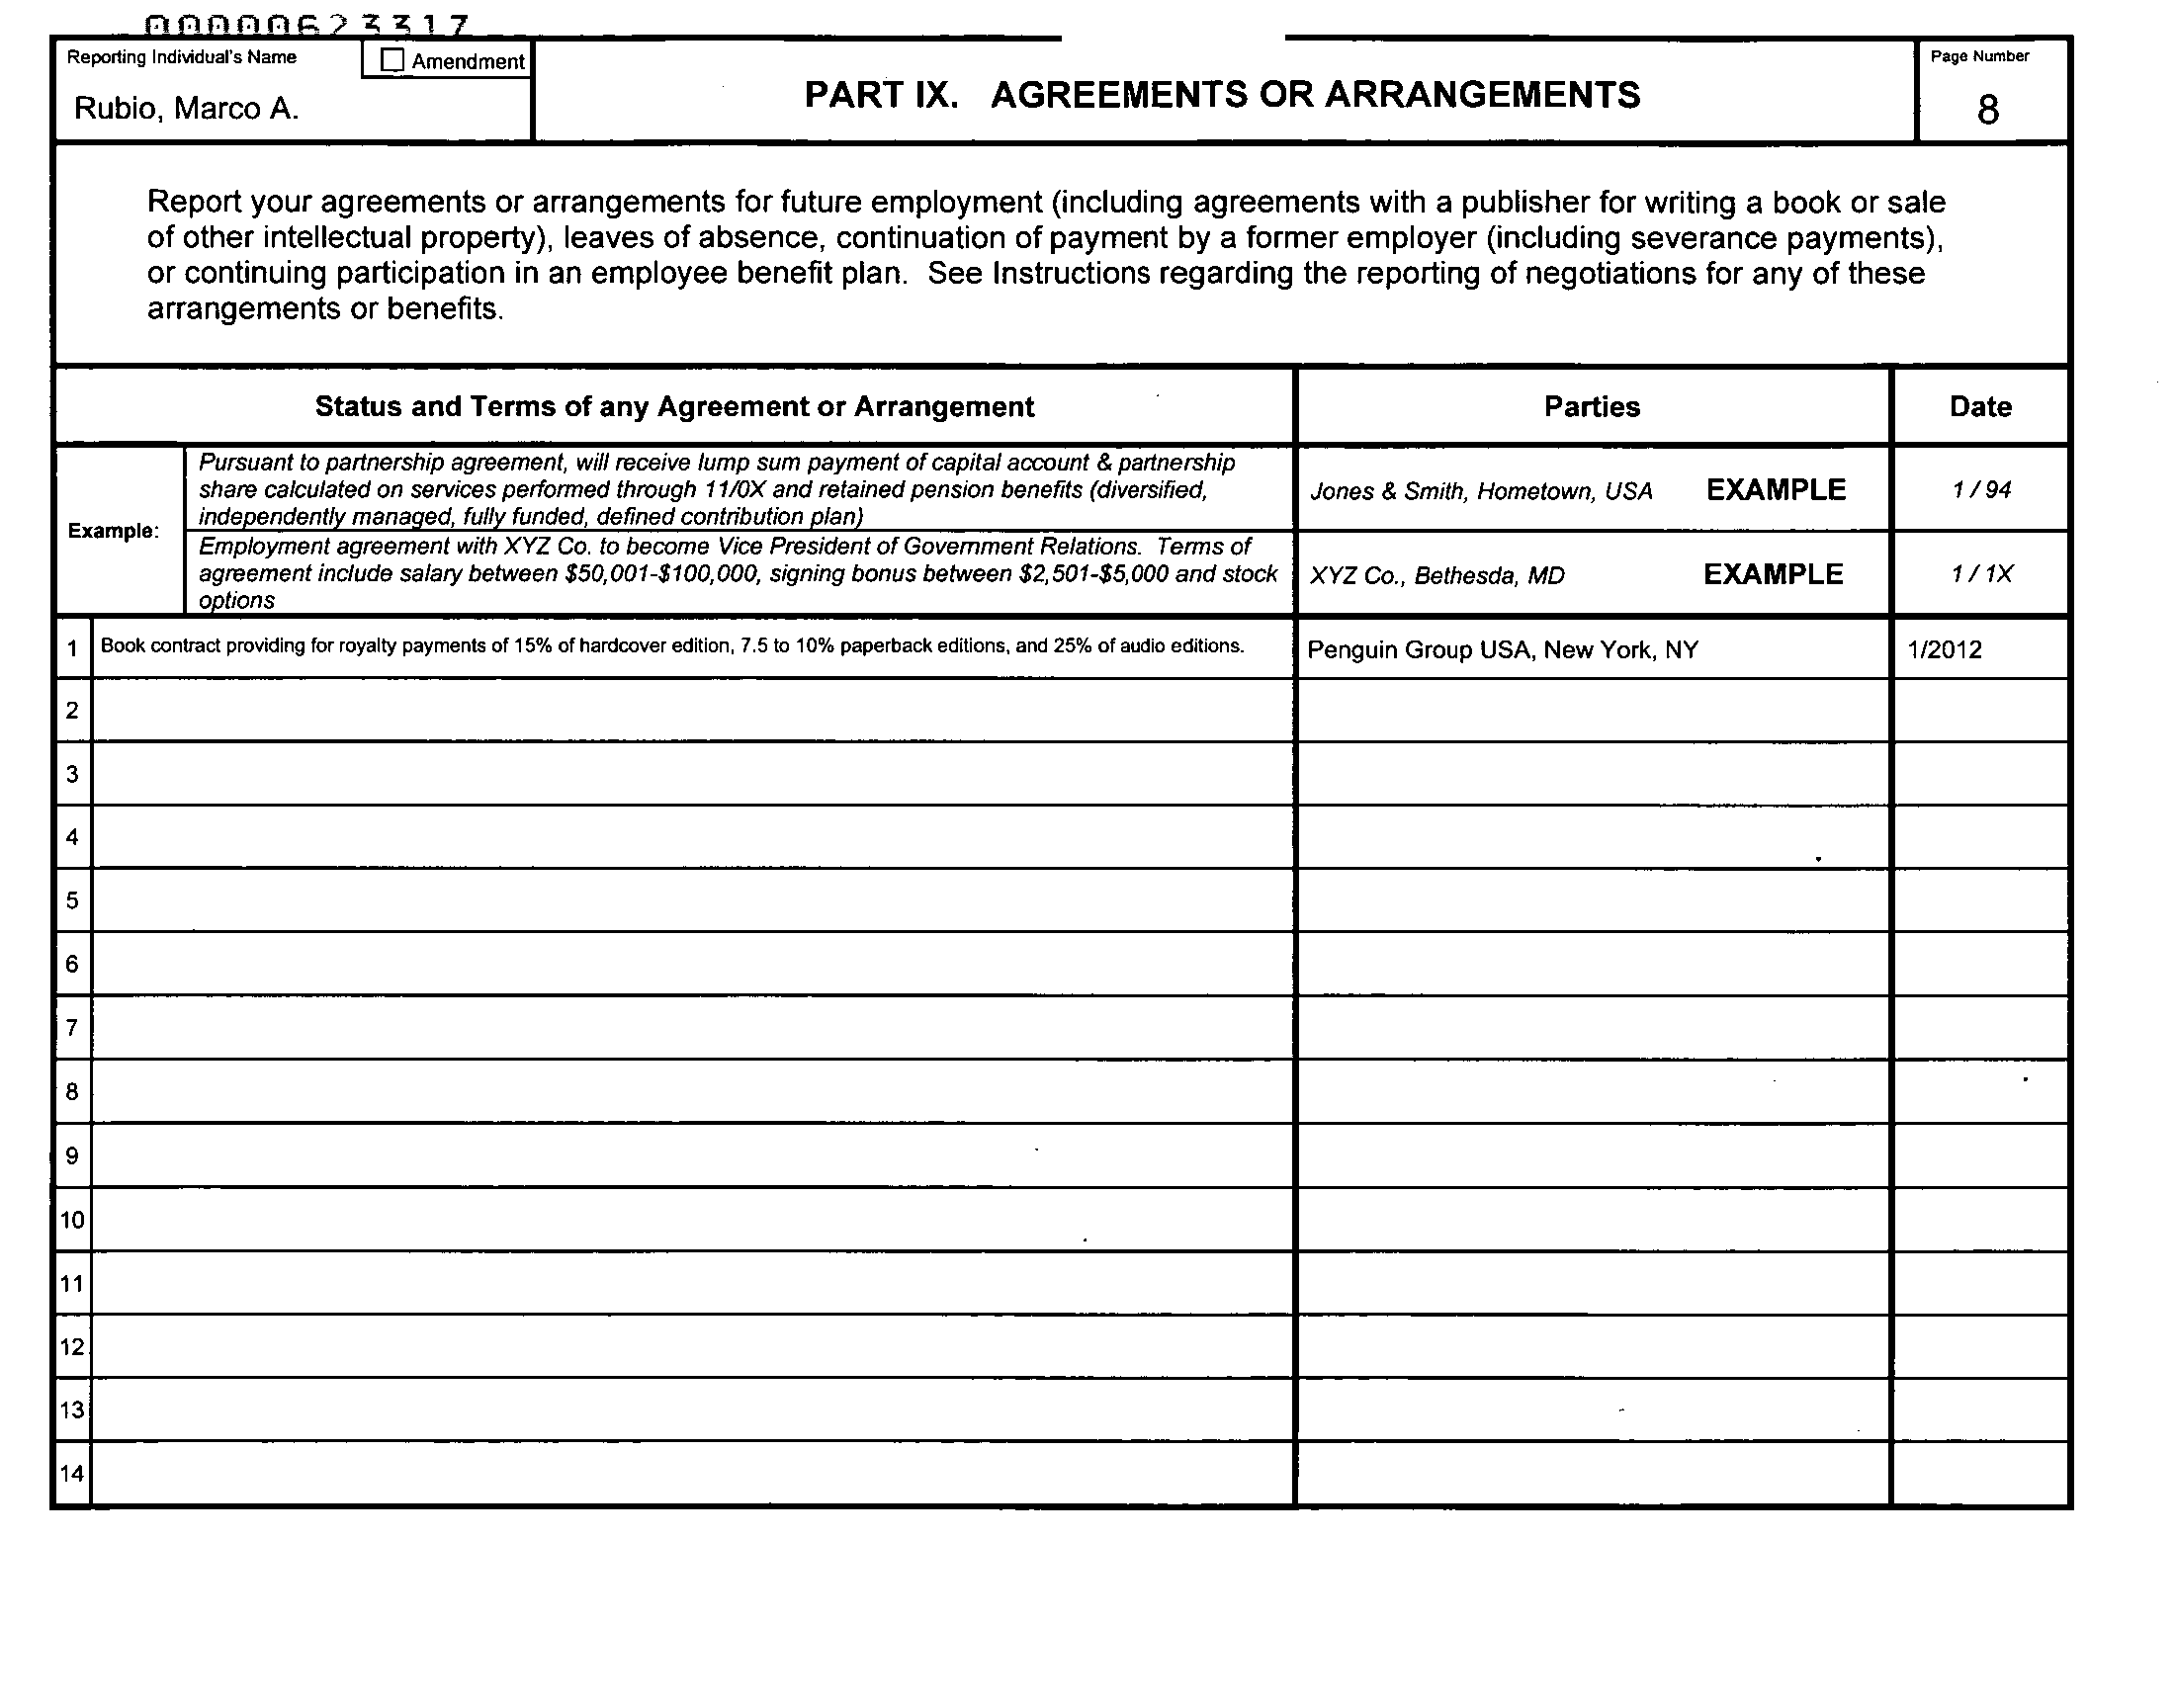 000000623317
Reporting Individual's Name
Amendment
Rubio, Marco A.
PART IX. AGREEMENTS OR ARRANGEMENTS
Page Number
8
Report your agreements or arrangements for future employment (including agreements with a publisher for writing a book or sale
of other intellectual property), leaves of absence, continuation of payment by a former employer (including severance payments),
or continuing participation in an employee benefit plan. See Instructions regarding the reporting of negotiations for any of these
arrangements or benefits.
Status and Terms of any Agreement or Arrangement
Parties
Date
Example:
Pursuant to partnership agreement, will receive lump sum payment of capital account & partnership
share calculated on services performed through 11/0X and retained pension benefits (diversified,
independently managed, fully funded, defined contribution plan)
Jones & Smith, Hometown, USA EXAMPLE
1 / 94
Employment agreement with XYZ Co. to become Vice President of Government Relations. Terms of
agreement include salary between $50,001-$100,000, signing bonus between $2,501-$5,000 and stock
options
XYZ Co., Bethesda, MD EXAMPLE
1 / 1X
1 Book contract providing for royalty payments of 15% of hardcover edition, 7.5 to 10% paperback editions, and 25% of audio editions. Penguin Group USA, New York, NY 1/2012
2
3
4
5
6
7
8
9
10
11
12
13
14